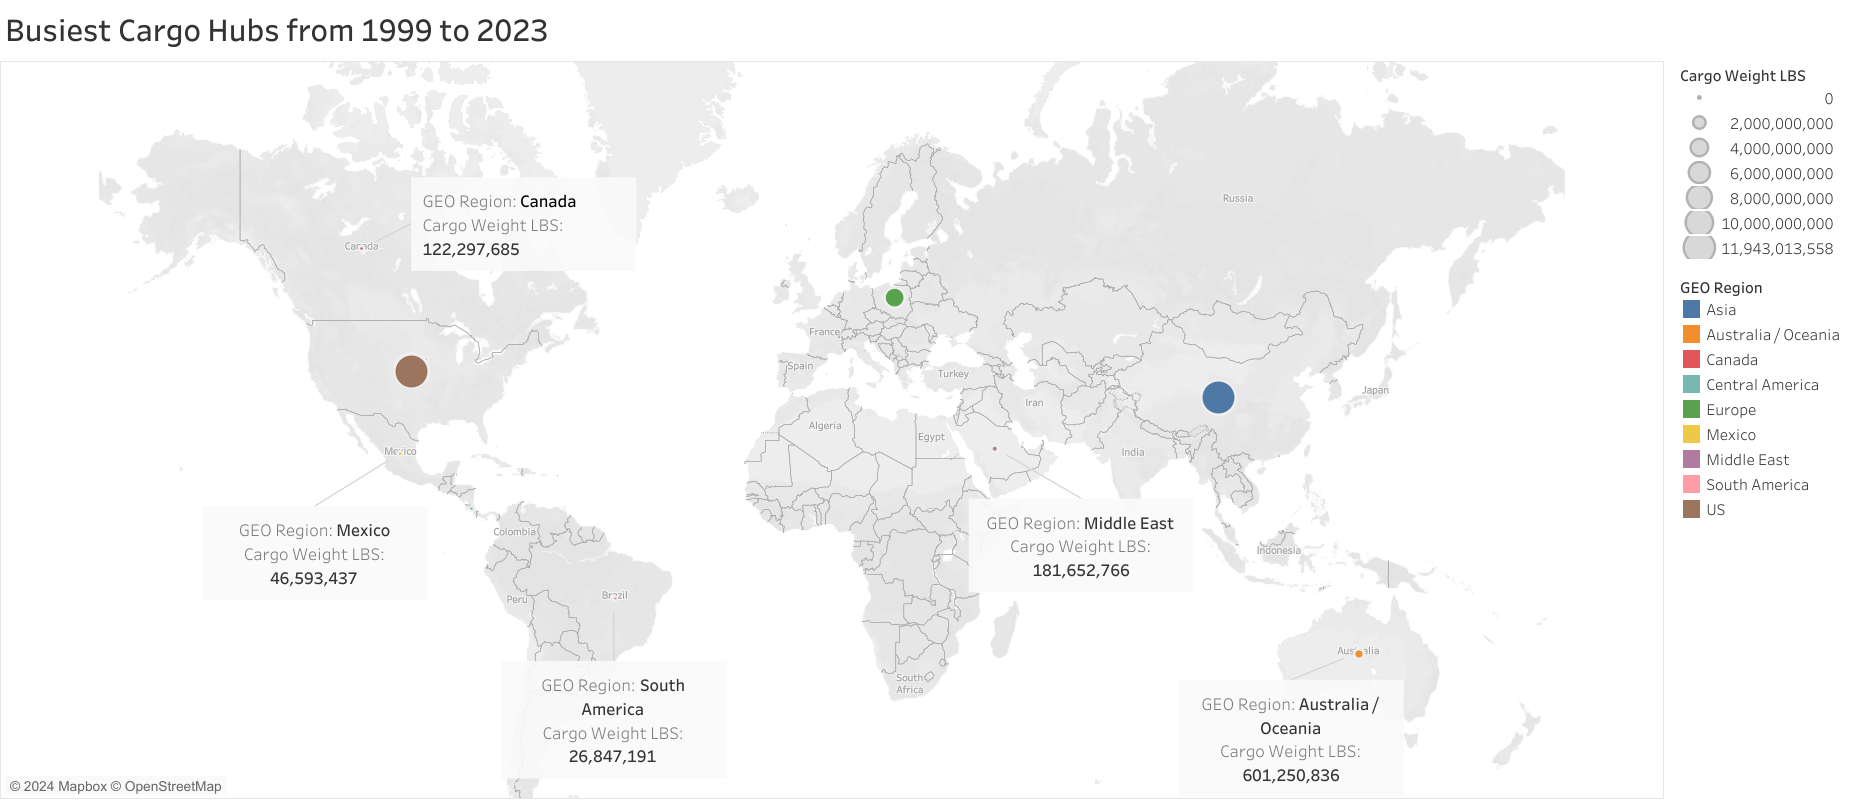 Busiest Cargo Hubs from 1999 to 2023
GEO Region: Canada
Cargo Weight LBS:
122,297,685
Canada
Russia
France
Spain
Turkey
Japan
Iran
Algeria
Egypt
India
Mexico
GEO Region: Mexico
Cargo Weight LBS:
46,593,437
GEO Region: Middle East
Cargo Weight LBS:
181,652,766
Colombia
Indonesia
Peru
Brazil
South
Africa
Australia
GEO Region: South
America
Cargo Weight LBS:
26,847,191
GEO Region: Australia /
Oceania
Cargo Weight LBS:
601,250,836
© 2024 Mapbox © OpenStreetMap
Cargo Weight LBS
0
2,000,000,000
4,000,000,000
6,000,000,000
8,000,000,000
10,000,000,000
11,943,013,558
GEO Region
Asia
Australia / Oceania
Canada
Central America
Europe
Mexico
Middle East
South America
US